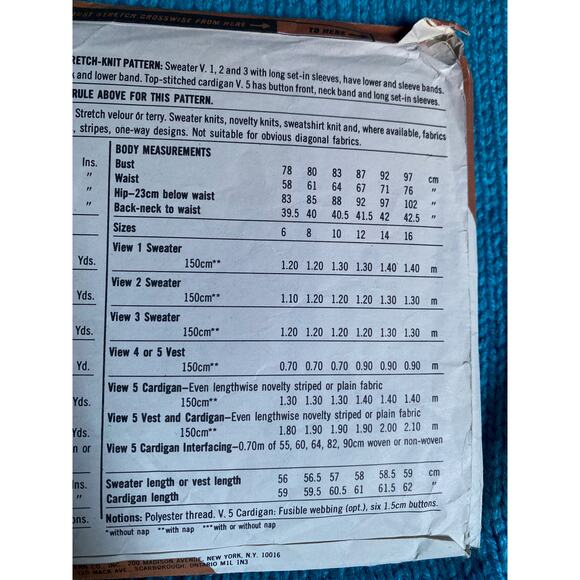 MUST STRETCH CROSSWISE FROM HERE
TO HERE
RETCH-KNIT PATTERN: Sweater V. 1, 2 and 3 with long set-in sleeves, have lower and sleeve bands.
and lower band. Top-stitched cardigan V. 5 has button front, neck band and long set-in sleeves.
RULE ABOVE FOR THIS PATTERN.
Stretch velour or terry. Sweater knits, novelty knits, sweatshirt knit and, where available, fabrics
, stripes, one-way designs. Not suitable for obvious diagonal fabrics.
BODY MEASUREMENTS
Ins. Bust 78 80 83 87 92 97 cm
" Waist 58 61 64 67 71 76 "
" Hip–23cm below waist 83 85 88 92 97 102 "
" Back-neck to waist 39.5 40 40.5 41.5 42 42.5 "
Sizes 6 8 10 12 14 16
View 1 Sweater
Yds. 150cm** 1.20 1.20 1.30 1.30 1.40 1.40 m
View 2 Sweater
Yds. 150cm** 1.10 1.20 1.20 1.30 1.30 1.30 m
View 3 Sweater
Yds. 150cm** 1.20 1.20 1.20 1.30 1.30 1.30 m
View 4 or 5 Vest
Yd. 150cm** 0.70 0.70 0.70 0.90 0.90 0.90 m
View 5 Cardigan–Even lengthwise novelty striped or plain fabric
Yds. 150cm** 1.30 1.30 1.30 1.40 1.40 1.40 m
View 5 Vest and Cardigan–Even lengthwise novelty striped or plain fabric
Yds. 150cm** 1.80 1.90 1.90 1.90 2.00 2.10 m
n or View 5 Cardigan Interfacing–0.70m of 55, 60, 64, 82, 90cm woven or non-woven
Ins. Sweater length or vest length 56 56.5 57 58 58.5 59 cm
" Cardigan length 59 59.5 60.5 61 61.5 62 "
ons. Notions: Polyester thread. V. 5 Cardigan: Fusible webbing (opt.), six 1.5cm buttons.
*without nap **with nap ***with or without nap
CO., INC. 200 MADISON AVENUE, NEW YORK, N.Y. 10016
AVE., SCARBOROUGH, ONTARIO M1L 1N3